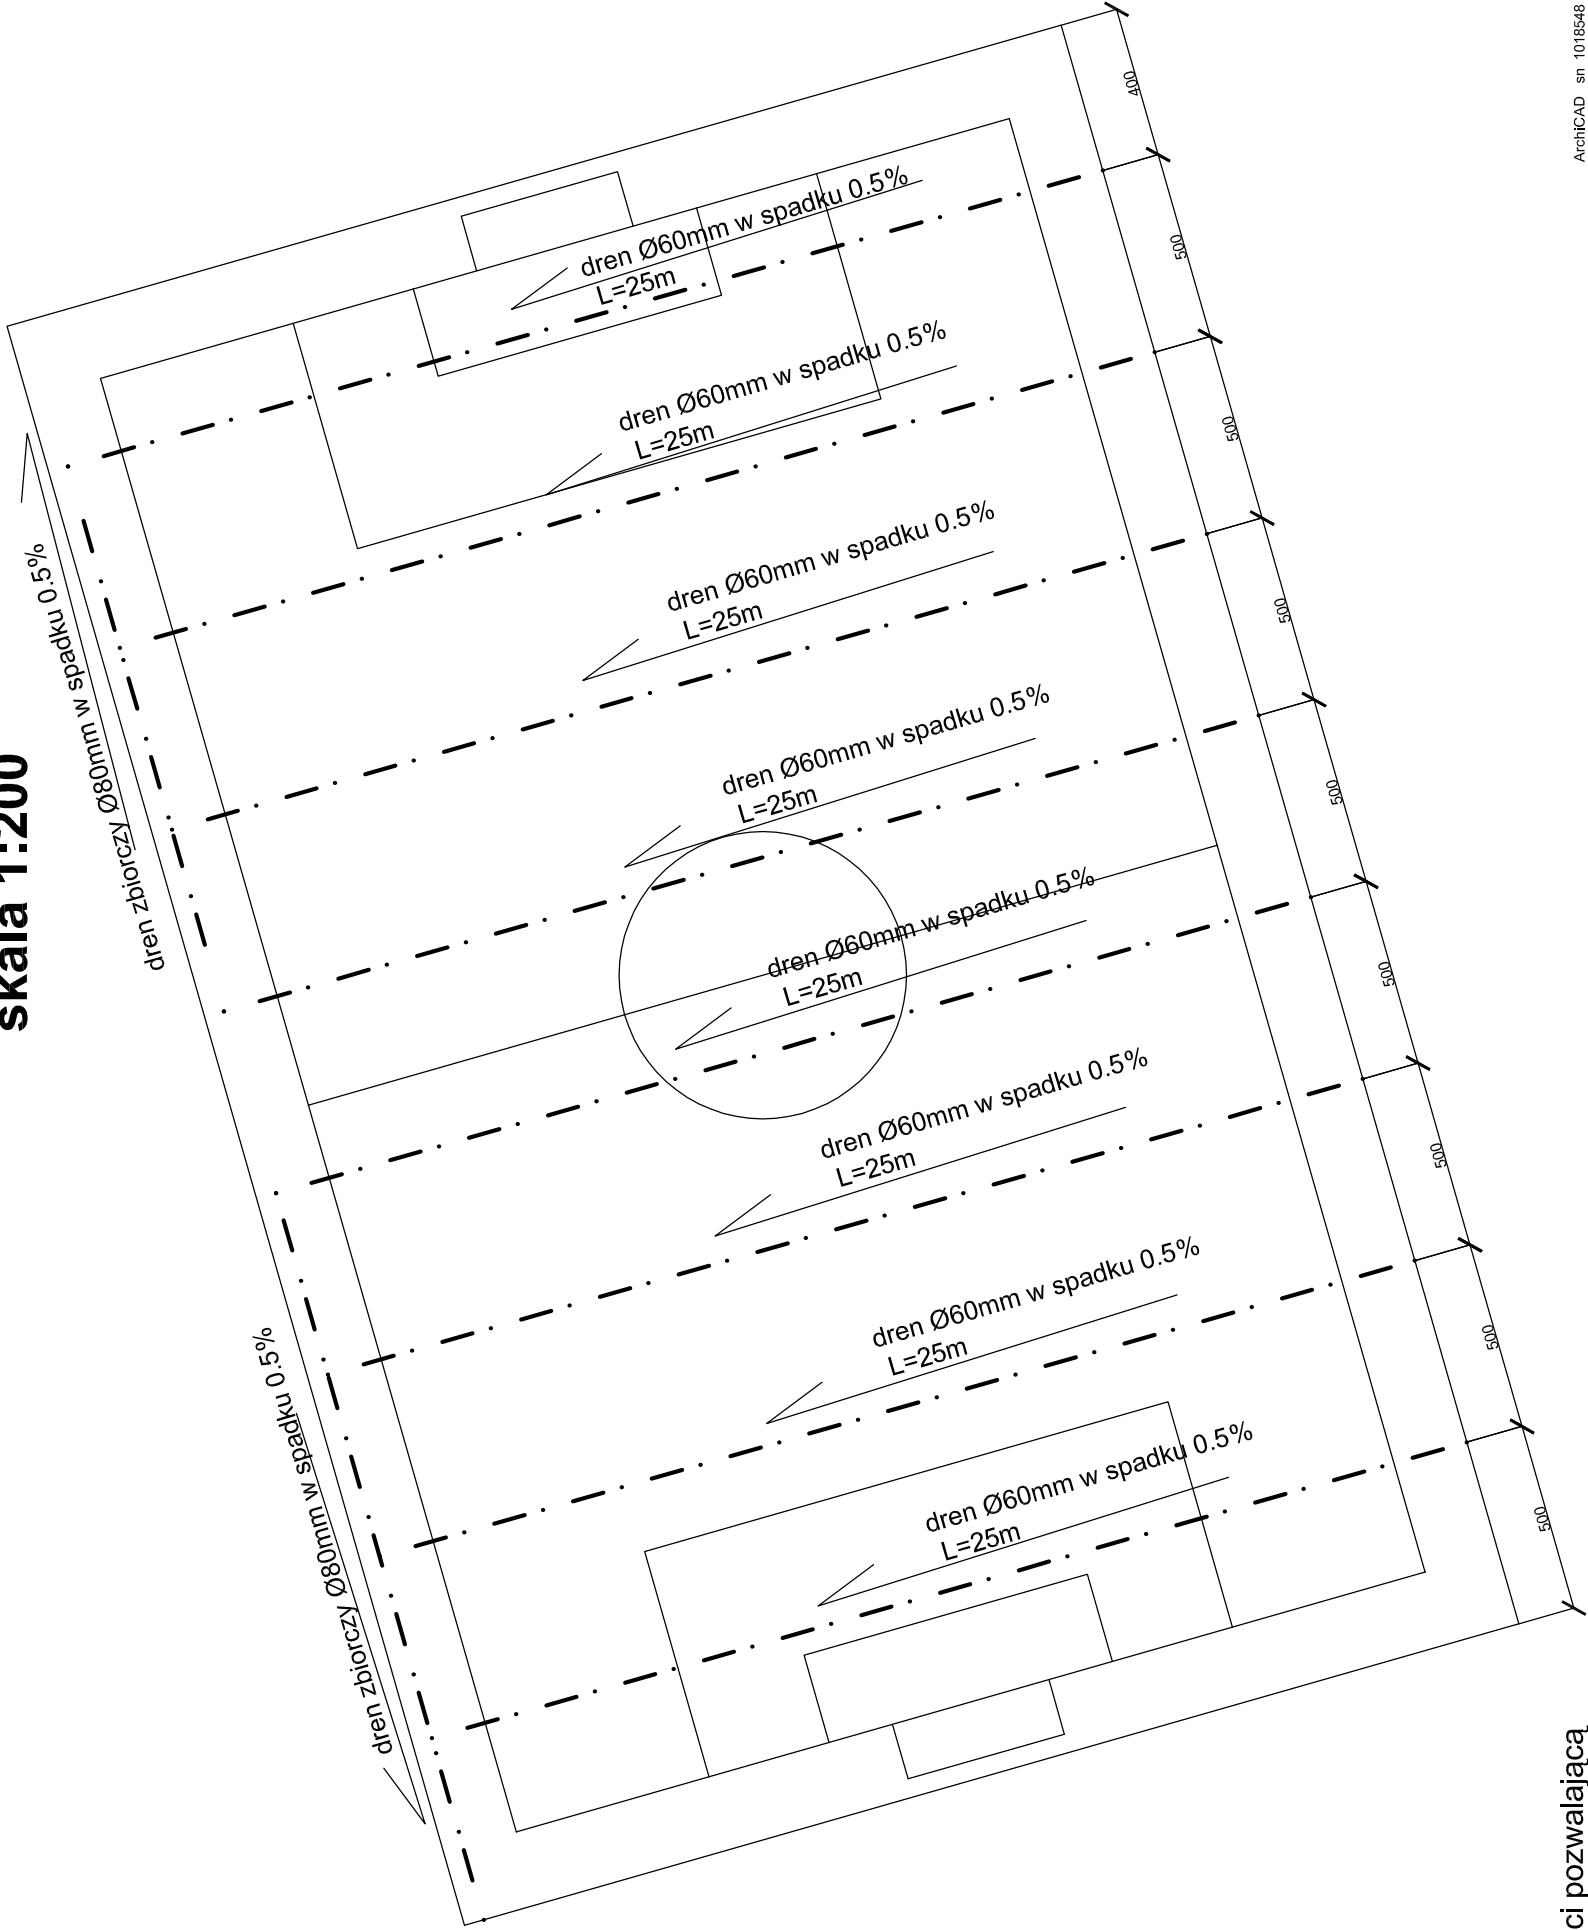 skala 1:200
ArchiCAD sn 1018548
400
dren Ø60mm w spadku 0.5%
L=25m
500
dren Ø60mm w spadku 0.5%
L=25m
500
dren Ø60mm w spadku 0.5%
L=25m
500
dren Ø60mm w spadku 0.5%
L=25m
500
dren Ø60mm w spadku 0.5%
L=25m
500
dren Ø60mm w spadku 0.5%
L=25m
500
dren Ø60mm w spadku 0.5%
L=25m
500
dren Ø60mm w spadku 0.5%
L=25m
500
dren zbiorczy Ø80mm w spadku 0.5%
dren zbiorczy Ø80mm w spadku 0.5%
ci pozwalającą